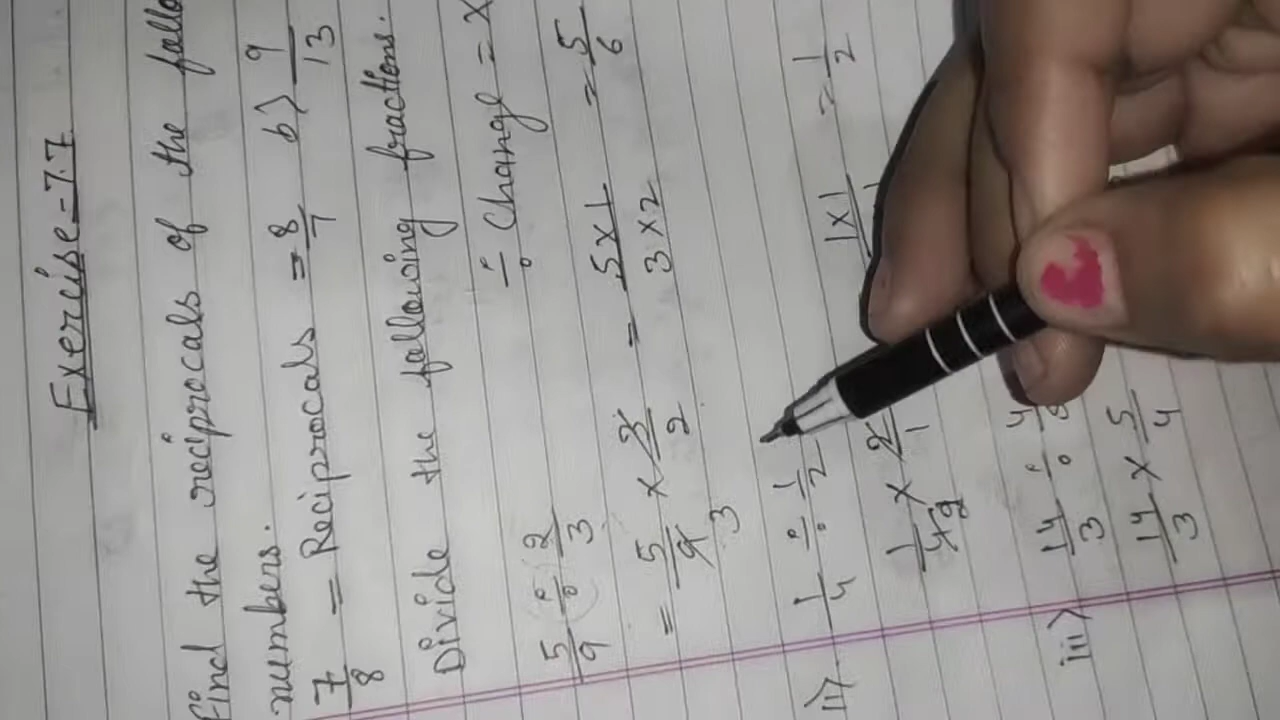 Exercise-7.7
Find the reciprocals of the
numbers.
7/8 = Reciprocals = 8/7 b) 9/13
Divide the following fractions.
÷ Change = x
5/9 ÷ 2/3
= 5/9 x 3/2 = 5x1/3x2 = 5/6
3
ii) 1/4 ÷ 1/2
1/4 x 2/1 1x1 = 1/2
2
iii) 14/3 ÷ 4
14/3 x 5/4